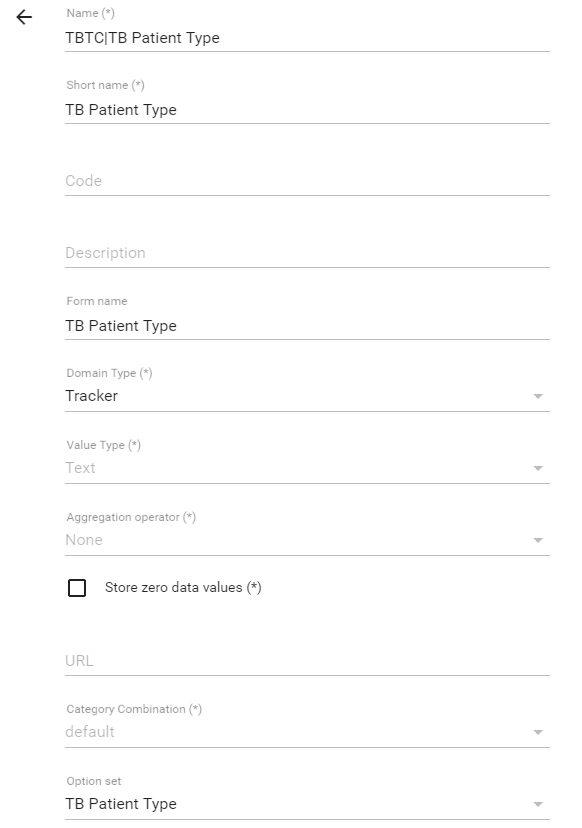 Name (*)
TBTC|TB Patient Type
Short name (*)
TB Patient Type
Code
Description
Form name
TB Patient Type
Domain Type (*)
Tracker
Value Type (*)
Text
Aggregation operator (*)
None
Store zero data values (*)
URL
Category Combination (*)
default
Option set
TB Patient Type